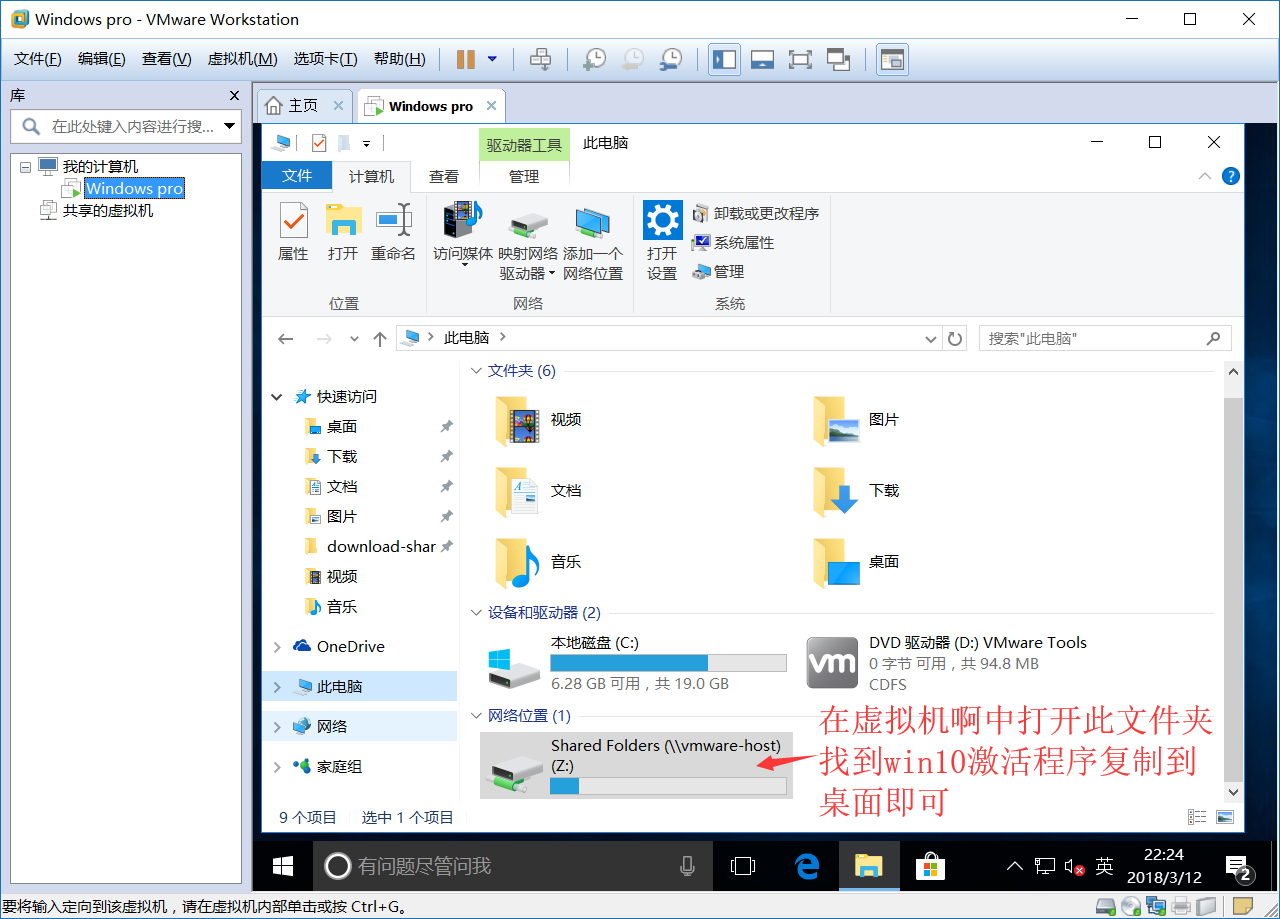 Windows pro - VMware Workstation
文件(F) 编辑(E) 查看(V) 虚拟机(M) 选项卡(T) 帮助(H)
库
在此处键入内容进行搜...
我的计算机
Windows pro
共享的虚拟机
主页
Windows pro
驱动器工具 此电脑
文件 计算机 查看 管理
属性 打开 重命名
位置
访问媒体 映射网络驱动器 添加一个网络位置
网络
打开设置
卸载或更改程序
系统属性
管理
系统
此电脑
搜索"此电脑"
快速访问
桌面
下载
文档
图片
download-shar
视频
音乐
OneDrive
此电脑
网络
家庭组
文件夹 (6)
视频 图片
文档 下载
音乐 桌面
设备和驱动器 (2)
本地磁盘 (C:)
6.28 GB 可用，共 19.0 GB
DVD 驱动器 (D:) VMware Tools
0 字节 可用，共 94.8 MB
CDFS
vm
网络位置 (1)
Shared Folders (\\vmware-host)
(Z:)
在虚拟机啊中打开此文件夹
找到win10激活程序复制到
桌面即可
9 个项目 选中 1 个项目
有问题尽管问我
英
22:24
2018/3/12
2
要将输入定向到该虚拟机，请在虚拟机内部单击或按 Ctrl+G。